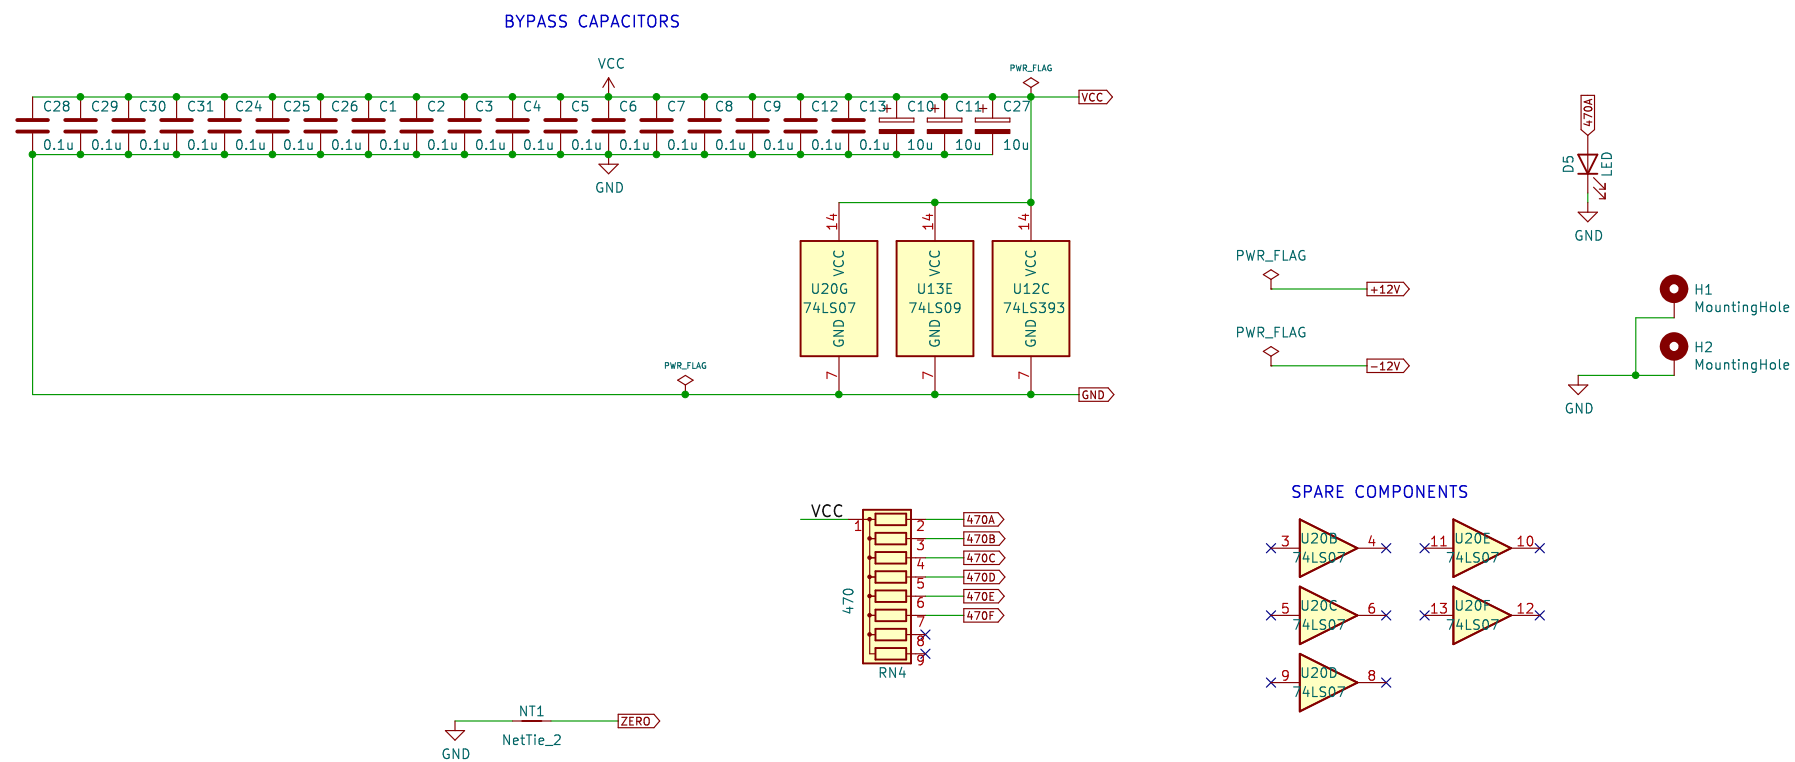 BYPASS CAPACITORS
VCC
PWR_FLAG
VCC
C28 C29 C30 C31 C24 C25 C26 C1 C2 C3 C4 C5 C6 C7 C8 C9 C12 C13 C10 C11 C27
+ + +
0.1u 0.1u 0.1u 0.1u 0.1u 0.1u 0.1u 0.1u 0.1u 0.1u 0.1u 0.1u 0.1u 0.1u 0.1u 0.1u 0.1u 0.1u 10u 10u 10u
GND
470A
D5
LED
GND
14 14 14
VCC VCC VCC
U20G U13E U12C
74LS07 74LS09 74LS393
GND GND GND
7 7 7
PWR_FLAG
GND
PWR_FLAG
+12V
PWR_FLAG
-12V
H1
MountingHole
H2
MountingHole
GND
VCC
1
2 470A
3 470B
4 470C
5 470D
6 470E
7 470F
8
9
470
RN4
SPARE COMPONENTS
3 U20B 4
74LS07
11 U20E 10
74LS07
5 U20C 6
74LS07
13 U20F 12
74LS07
9 U20D 8
74LS07
NT1
ZERO
NetTie_2
GND